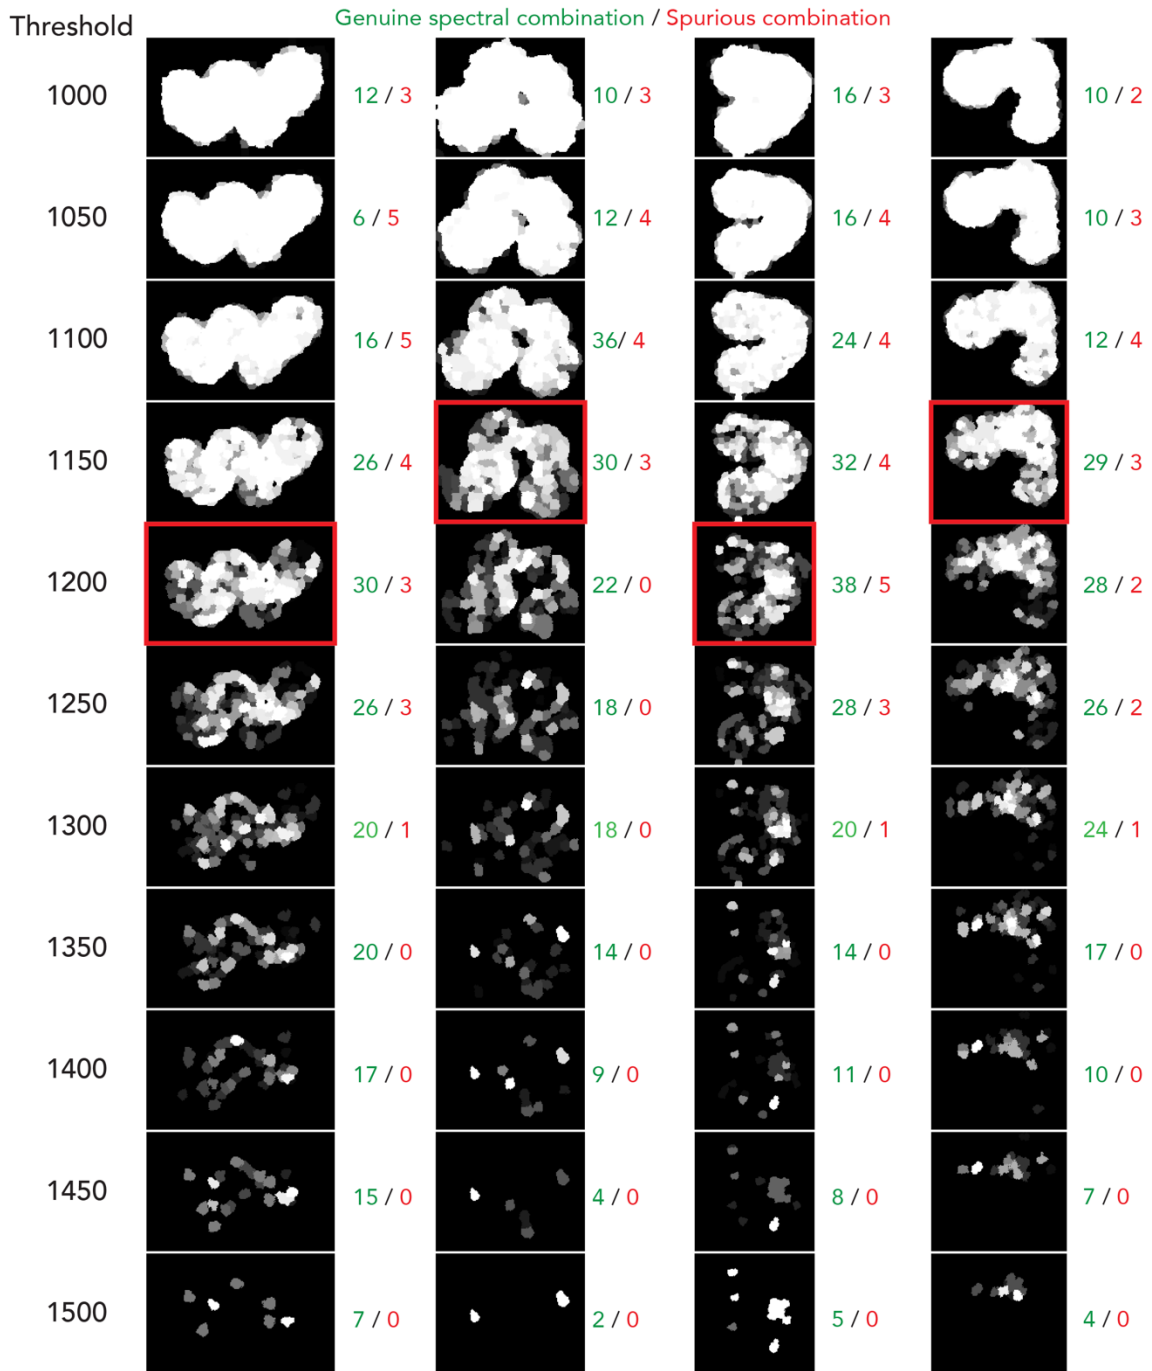 Threshold
Genuine spectral combination / Spurious combination
1000 12 / 3 10 / 3 16 / 3 10 / 2
1050 6 / 5 12 / 4 16 / 4 10 / 3
1100 16 / 5 36/ 4 24 / 4 12 / 4
1150 26 / 4 30 / 3 32 / 4 29 / 3
1200 30 / 3 22 / 0 38 / 5 28 / 2
1250 26 / 3 18 / 0 28 / 3 26 / 2
1300 20 / 1 18 / 0 20 / 1 24 / 1
1350 20 / 0 14 / 0 14 / 0 17 / 0
1400 17 / 0 9 / 0 11 / 0 10 / 0
1450 15 / 0 4 / 0 8 / 0 7 / 0
1500 7 / 0 2 / 0 5 / 0 4 / 0